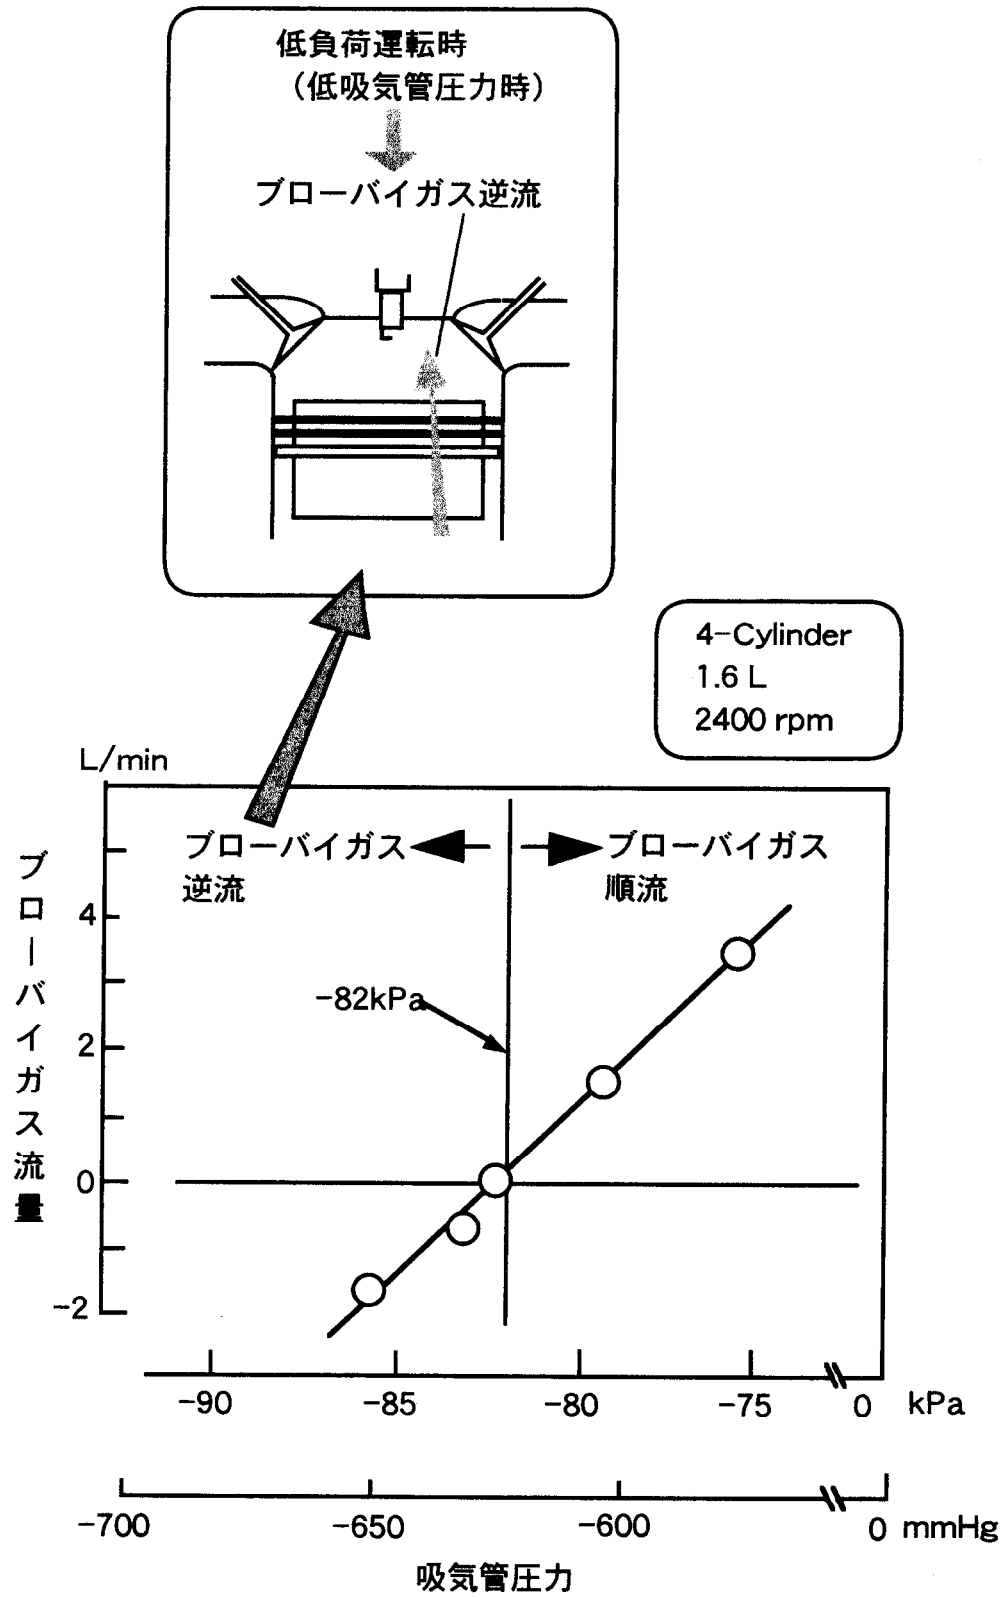 低負荷運転時
（低吸気管圧力時）
ブローバイガス逆流
4-Cylinder
1.6 L
2400 rpm
L/min
ブローバイガス流量
ブローバイガス
逆流
ブローバイガス
順流
-82kPa
4
2
0
-2
-90
-85
-80
-75
0
kPa
-700
-650
-600
0
mmHg
吸気管圧力